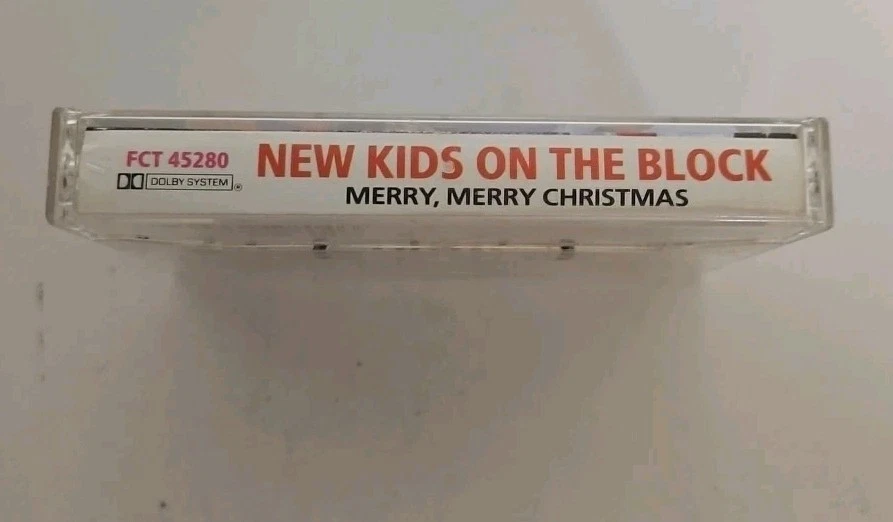 FCT 45280
DOLBY SYSTEM
NEW KIDS ON THE BLOCK
MERRY, MERRY CHRISTMAS